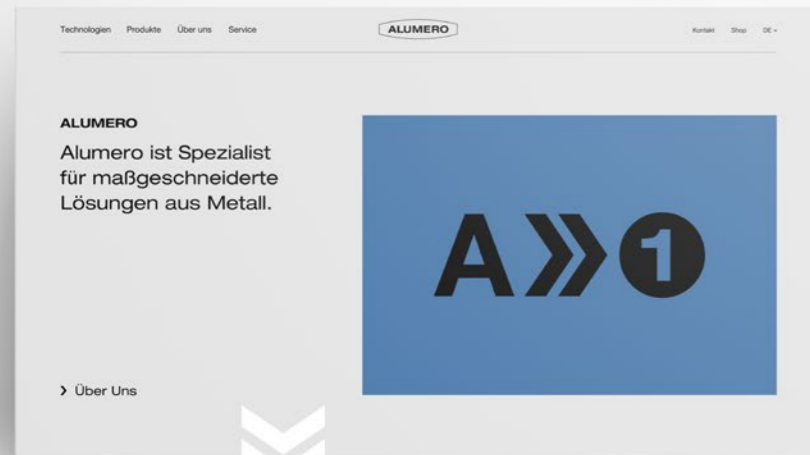 Technologien Produkte Über uns Service
ALUMERO
Kontakt Shop DE
ALUMERO
Alumero ist Spezialist
für maßgeschneiderte
Lösungen aus Metall.
A 1
Über Uns